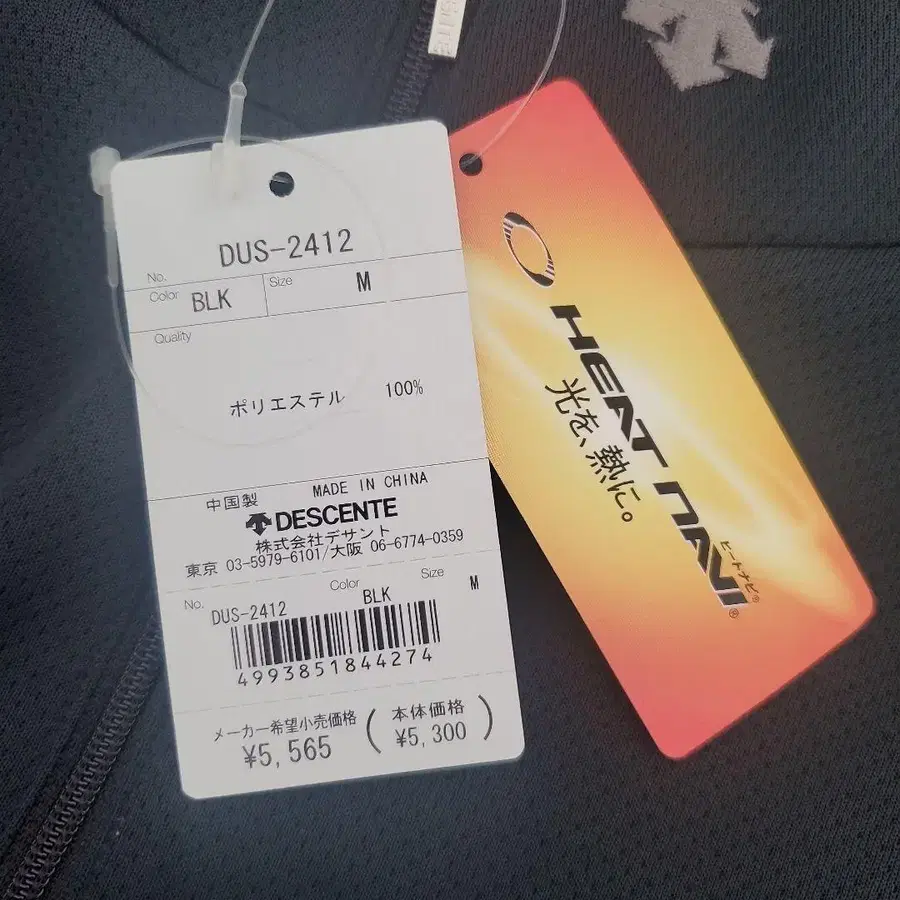 No. DUS-2412
Color BLK Size M
Quality
ポリエステル 100%
中国製 MADE IN CHINA
DESCENTE
株式会社デサント
東京 03-5979-6101/大阪 06-6774-0359
No. DUS-2412 Color BLK Size M
4993851844274
メーカー希望小売価格
¥5,565
(本体価格
¥5,300)
HEAT NAVI®
ヒートナビ®
光を、熱に。